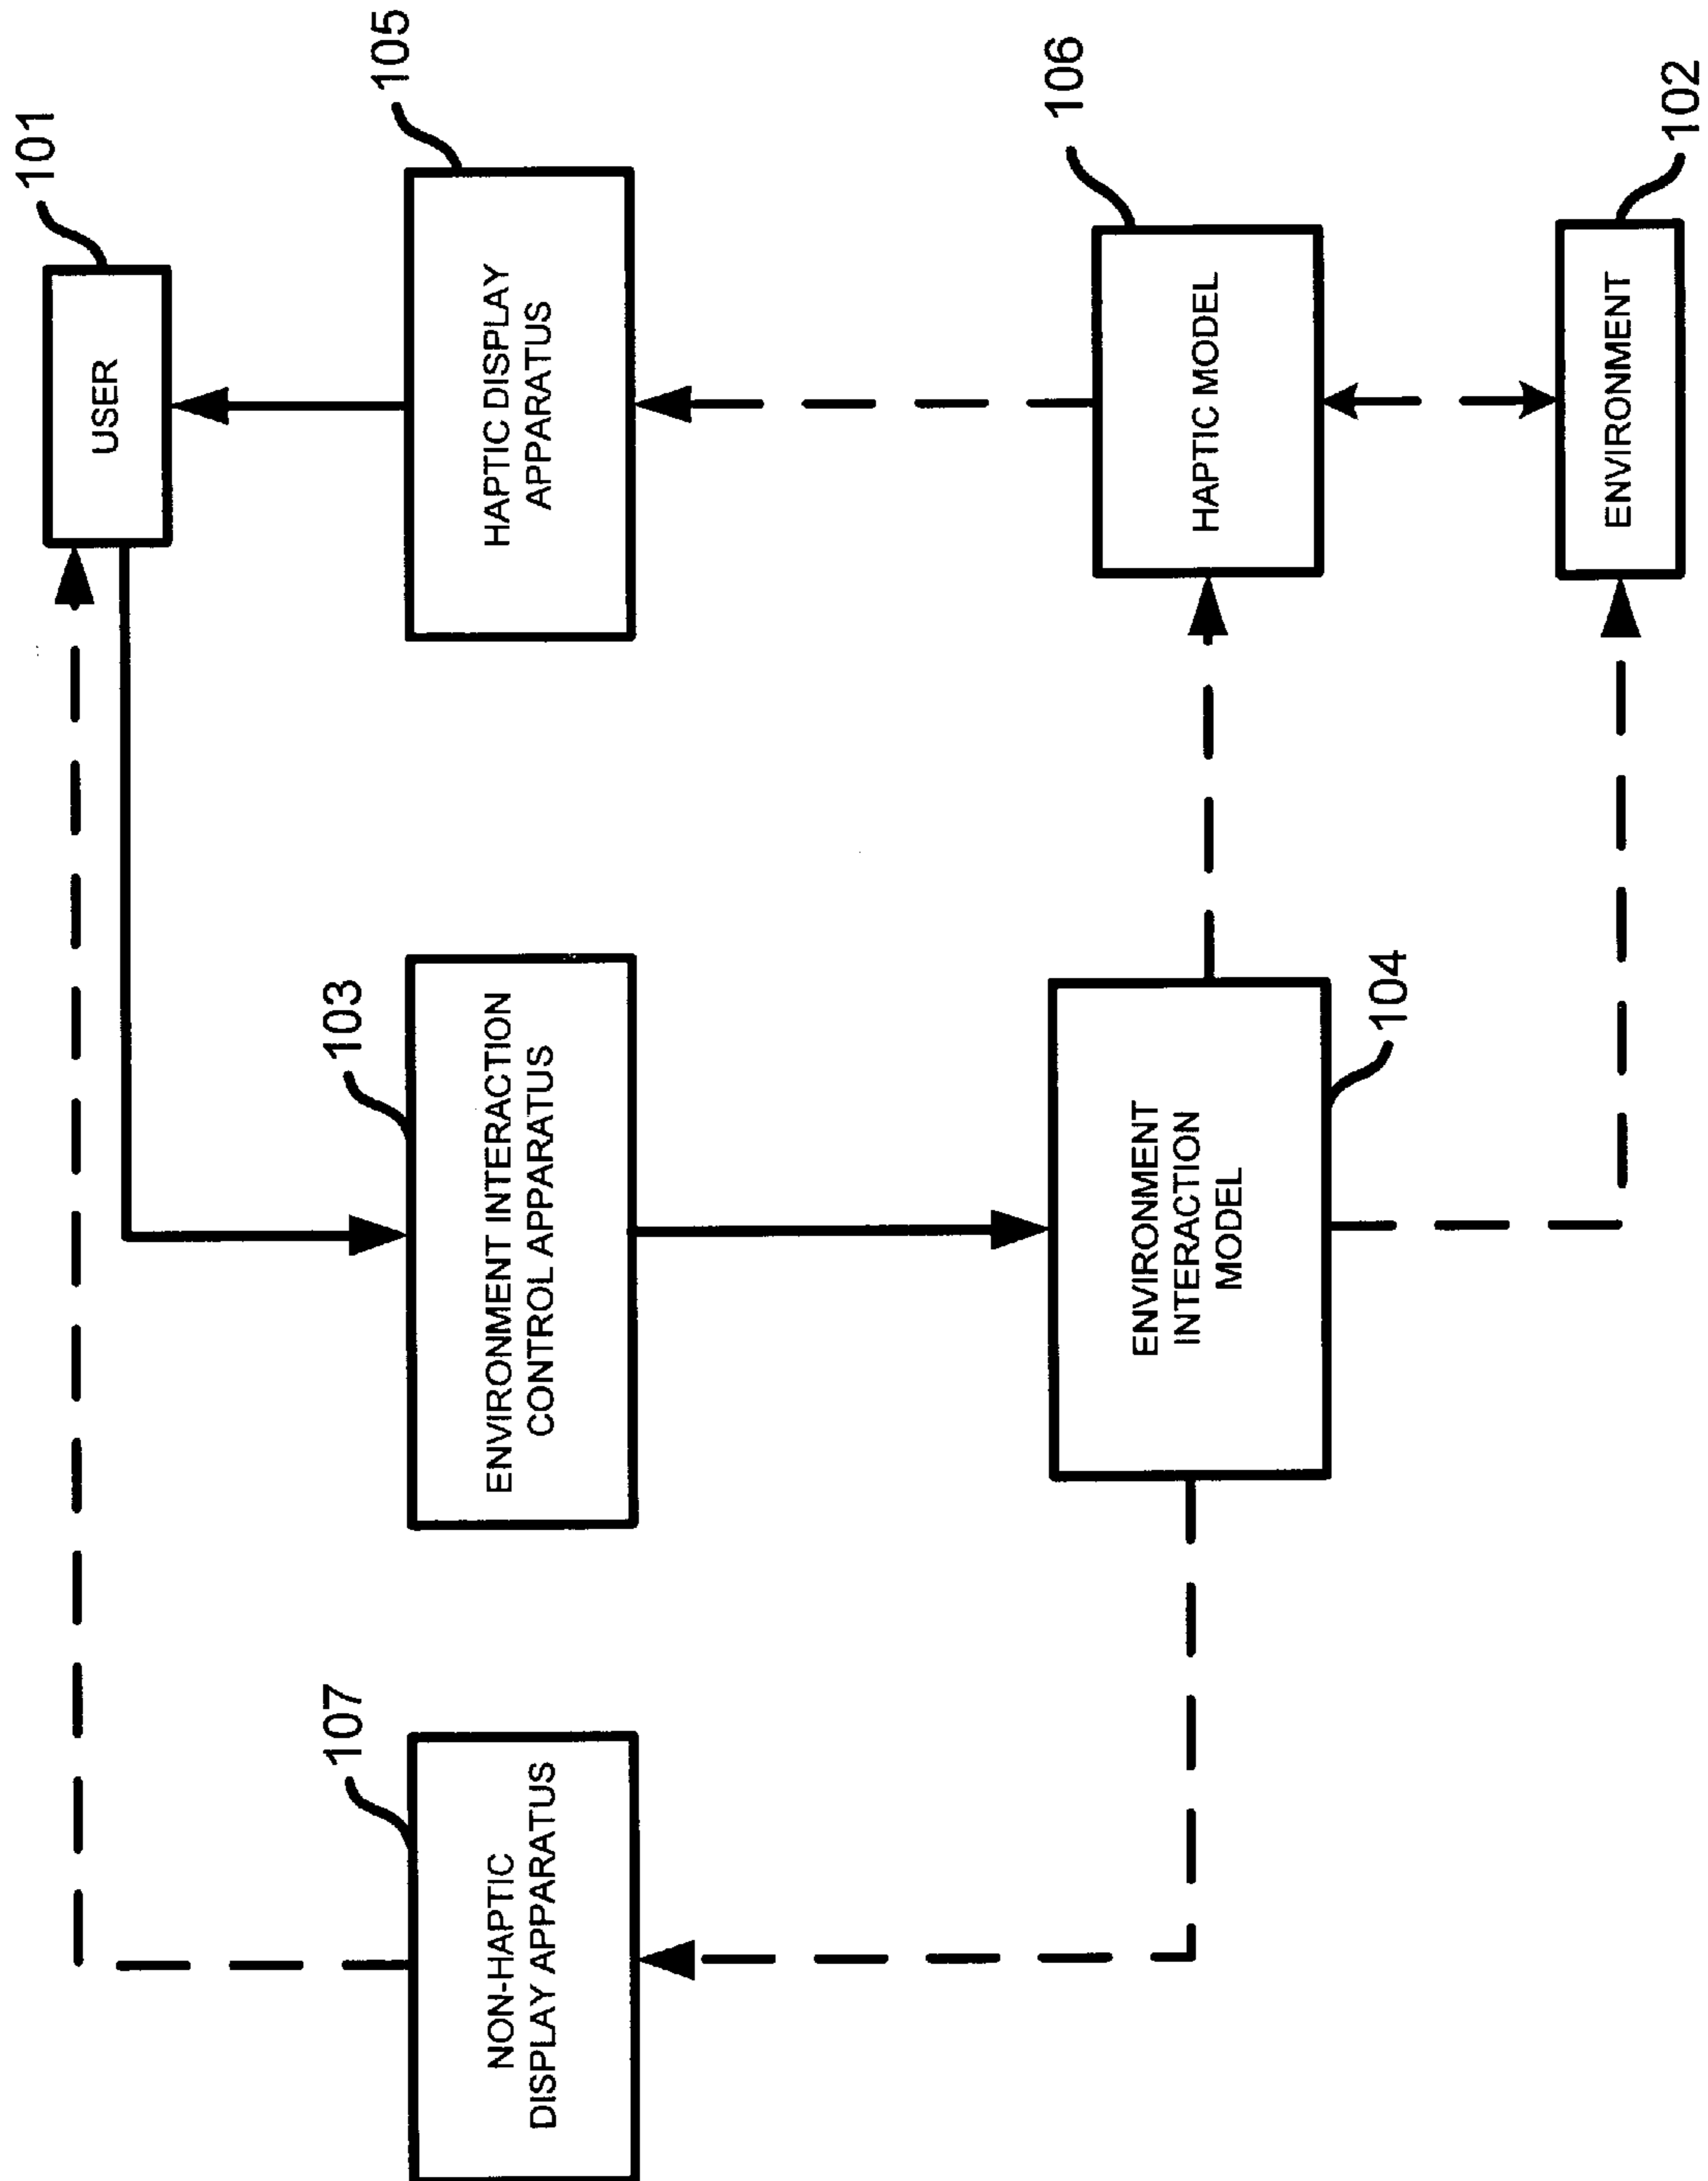 101
USER
105
HAPTIC DISPLAY
APPARATUS
103
ENVIRONMENT INTERACTION
CONTROL APPARATUS
107
NON-HAPTIC
DISPLAY APPARATUS
106
HAPTIC MODEL
104
ENVIRONMENT
INTERACTION
MODEL
102
ENVIRONMENT